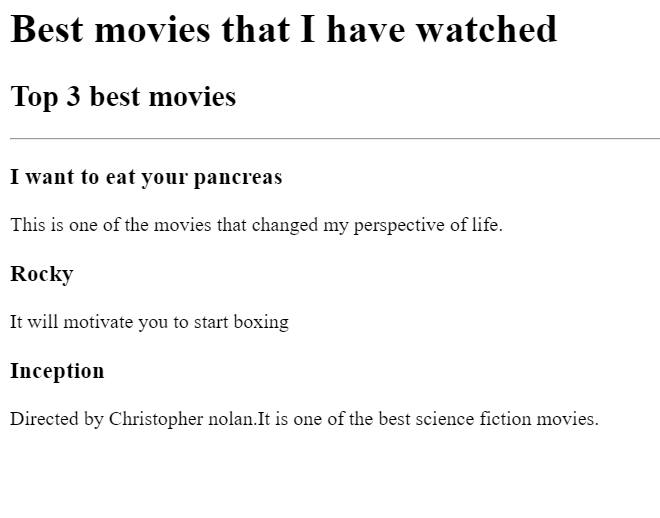 Best movies that I have watched
Top 3 best movies
I want to eat your pancreas
This is one of the movies that changed my perspective of life.
Rocky
It will motivate you to start boxing
Inception
Directed by Christopher nolan.It is one of the best science fiction movies.